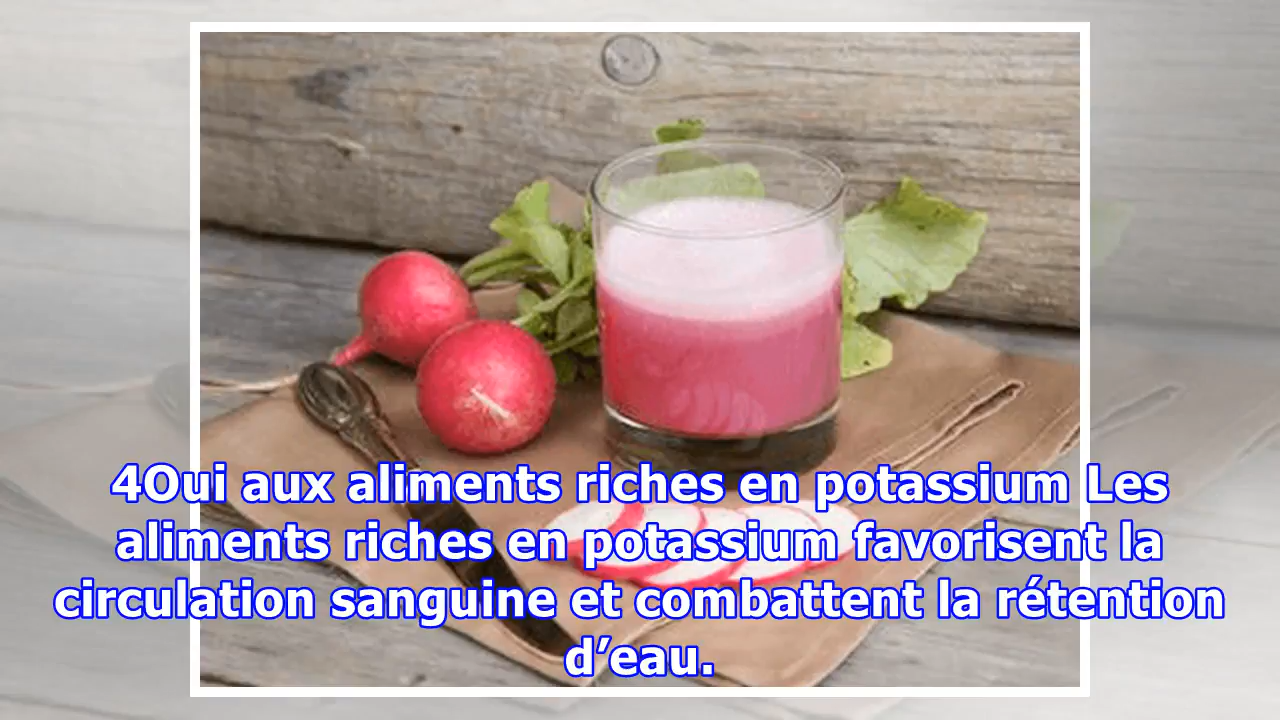 4Oui aux aliments riches en potassium Les
aliments riches en potassium favorisent la
circulation sanguine et combattent la rétention
d’eau.